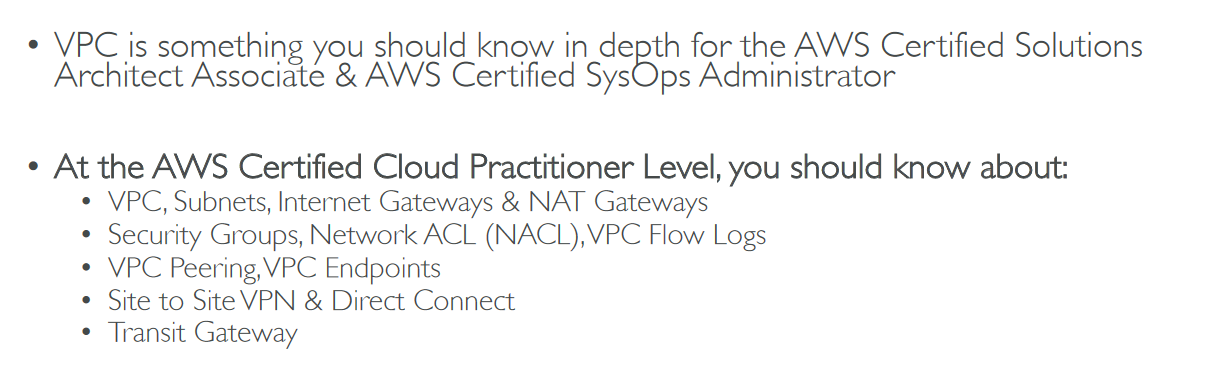 • VPC is something you should know in depth for the AWS Certified Solutions
Architect Associate & AWS Certified SysOps Administrator
• At the AWS Certified Cloud Practitioner Level, you should know about:
• VPC, Subnets, Internet Gateways & NAT Gateways
• Security Groups, Network ACL (NACL), VPC Flow Logs
• VPC Peering, VPC Endpoints
• Site to Site VPN & Direct Connect
• Transit Gateway